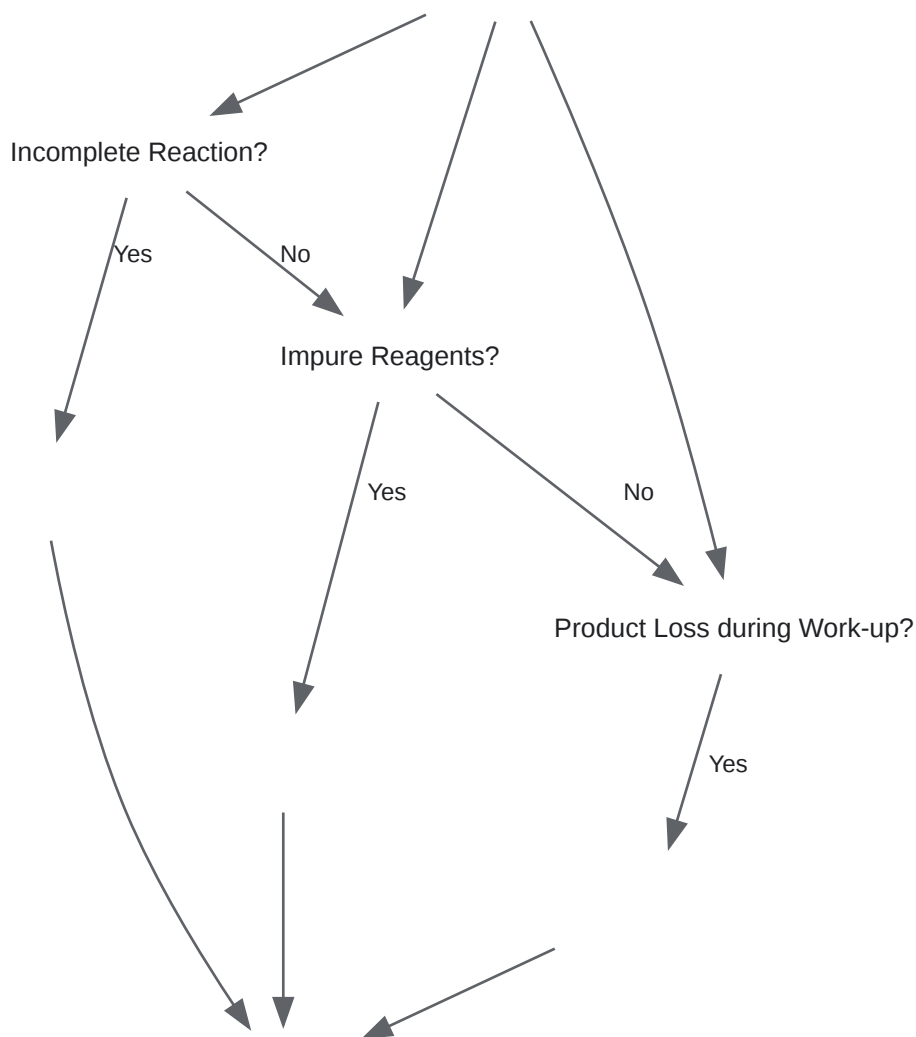 Incomplete Reaction?
Yes
No
Impure Reagents?
Yes
No
Product Loss during Work-up?
Yes